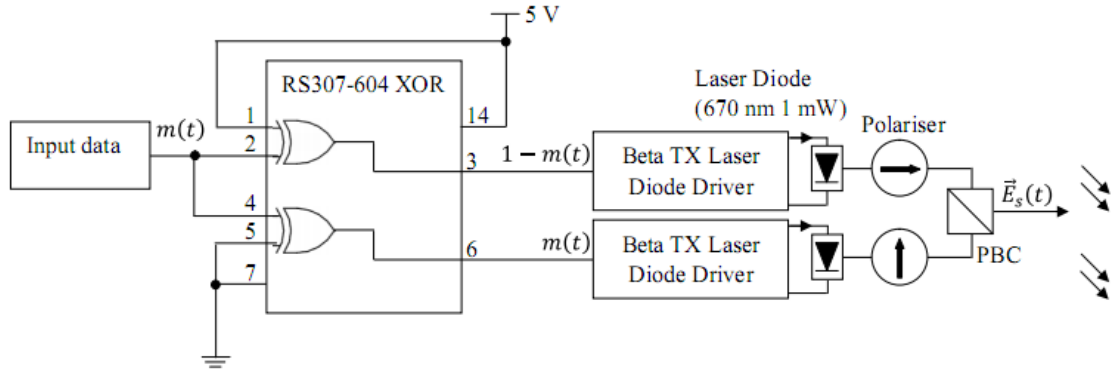 5 V
RS307-604 XOR
Laser Diode
(670 nm 1 mW)
Input data
m(t)
1
2
14
3
1 − m(t)
Beta TX Laser
Diode Driver
Polariser
4
5
7
6
m(t)
Beta TX Laser
Diode Driver
E⃗s(t)
PBC